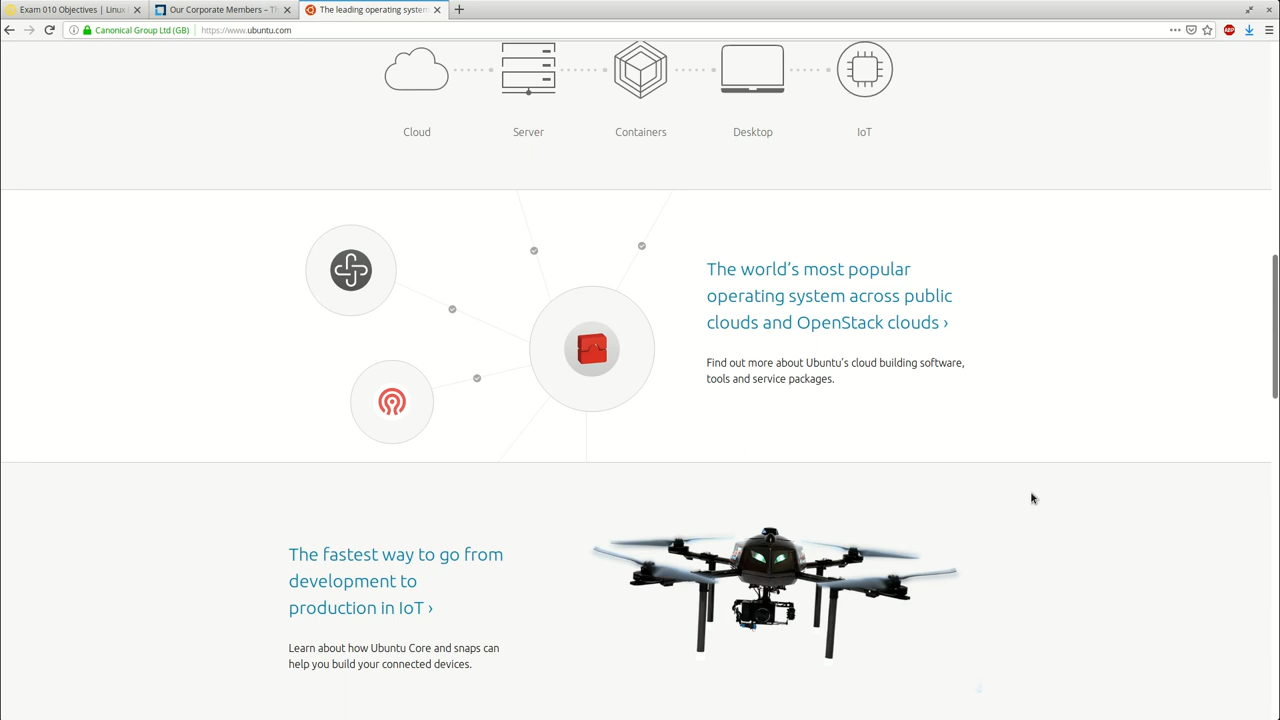 Exam 010 Objectives | Linux
Our Corporate Members – Th
The leading operating system
Canonical Group Ltd (GB)
https://www.ubuntu.com
ABP
Cloud
Server
Containers
Desktop
IoT
The world’s most popular
operating system across public
clouds and OpenStack clouds ›
Find out more about Ubuntu’s cloud building software,
tools and service packages.
The fastest way to go from
development to
production in IoT ›
Learn about how Ubuntu Core and snaps can
help you build your connected devices.